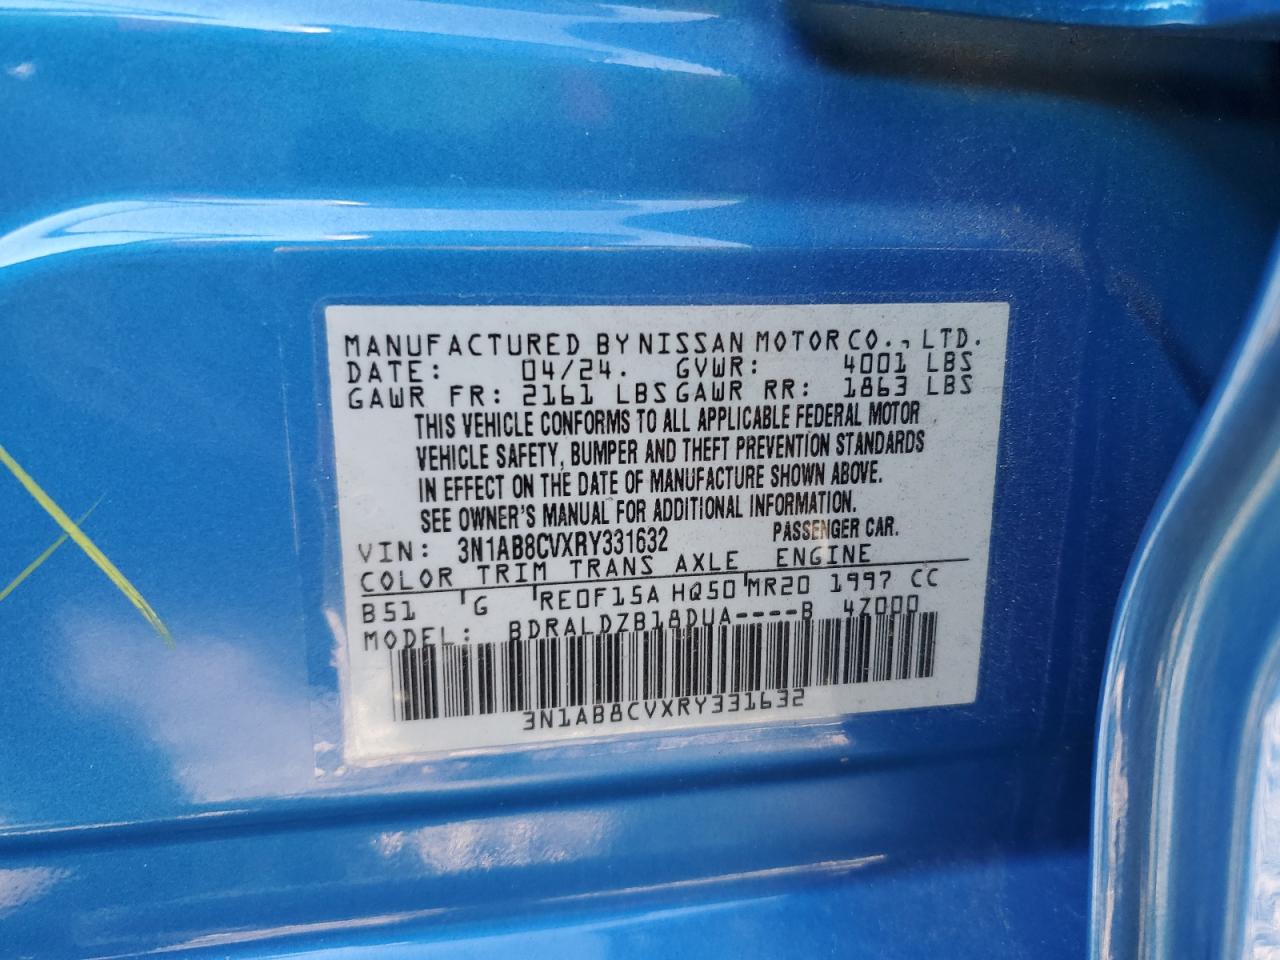 MANUFACTURED BY NISSAN MOTOR CO., LTD.
DATE: 04/24. GVWR: 4001 LBS
GAWR FR: 2161 LBS GAWR RR: 1863 LBS
THIS VEHICLE CONFORMS TO ALL APPLICABLE FEDERAL MOTOR
VEHICLE SAFETY, BUMPER AND THEFT PREVENTION STANDARDS
IN EFFECT ON THE DATE OF MANUFACTURE SHOWN ABOVE.
SEE OWNER'S MANUAL FOR ADDITIONAL INFORMATION.
VIN: 3N1AB8CVXRY331632 PASSENGER CAR.
COLOR TRIM TRANS AXLE ENGINE
B51 G RE0F15A HQ50 MR20 1997 CC
MODEL: BDRALDZB18DUA----B 4Z000
3N1AB8CVXRY331632